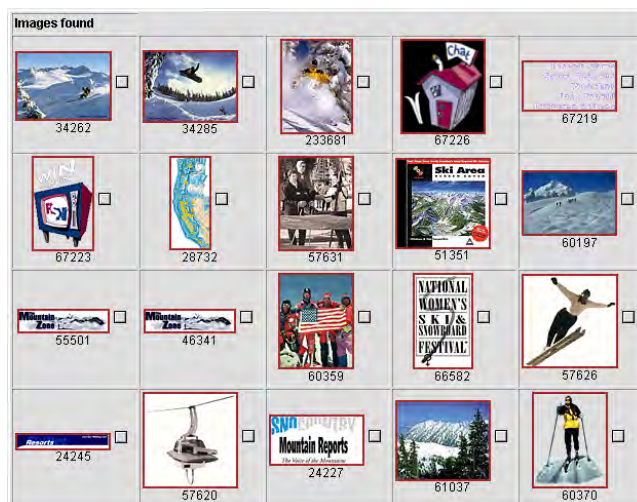 Images found
34262
34285
233681
Chat
67226
67219
WIN
67223
28732
57631
Ski Area
51351
60197
Mountain
Zone
55501
Mountain
Zone
46341
60359
NATIONAL
WOMEN'S
SKI &
SNOWBOARD
FESTIVAL
66582
57626
Resorts
24245
57620
SNOCOUNTRY
Mountain Reports
The Voice of the Mountains
24227
61037
60370